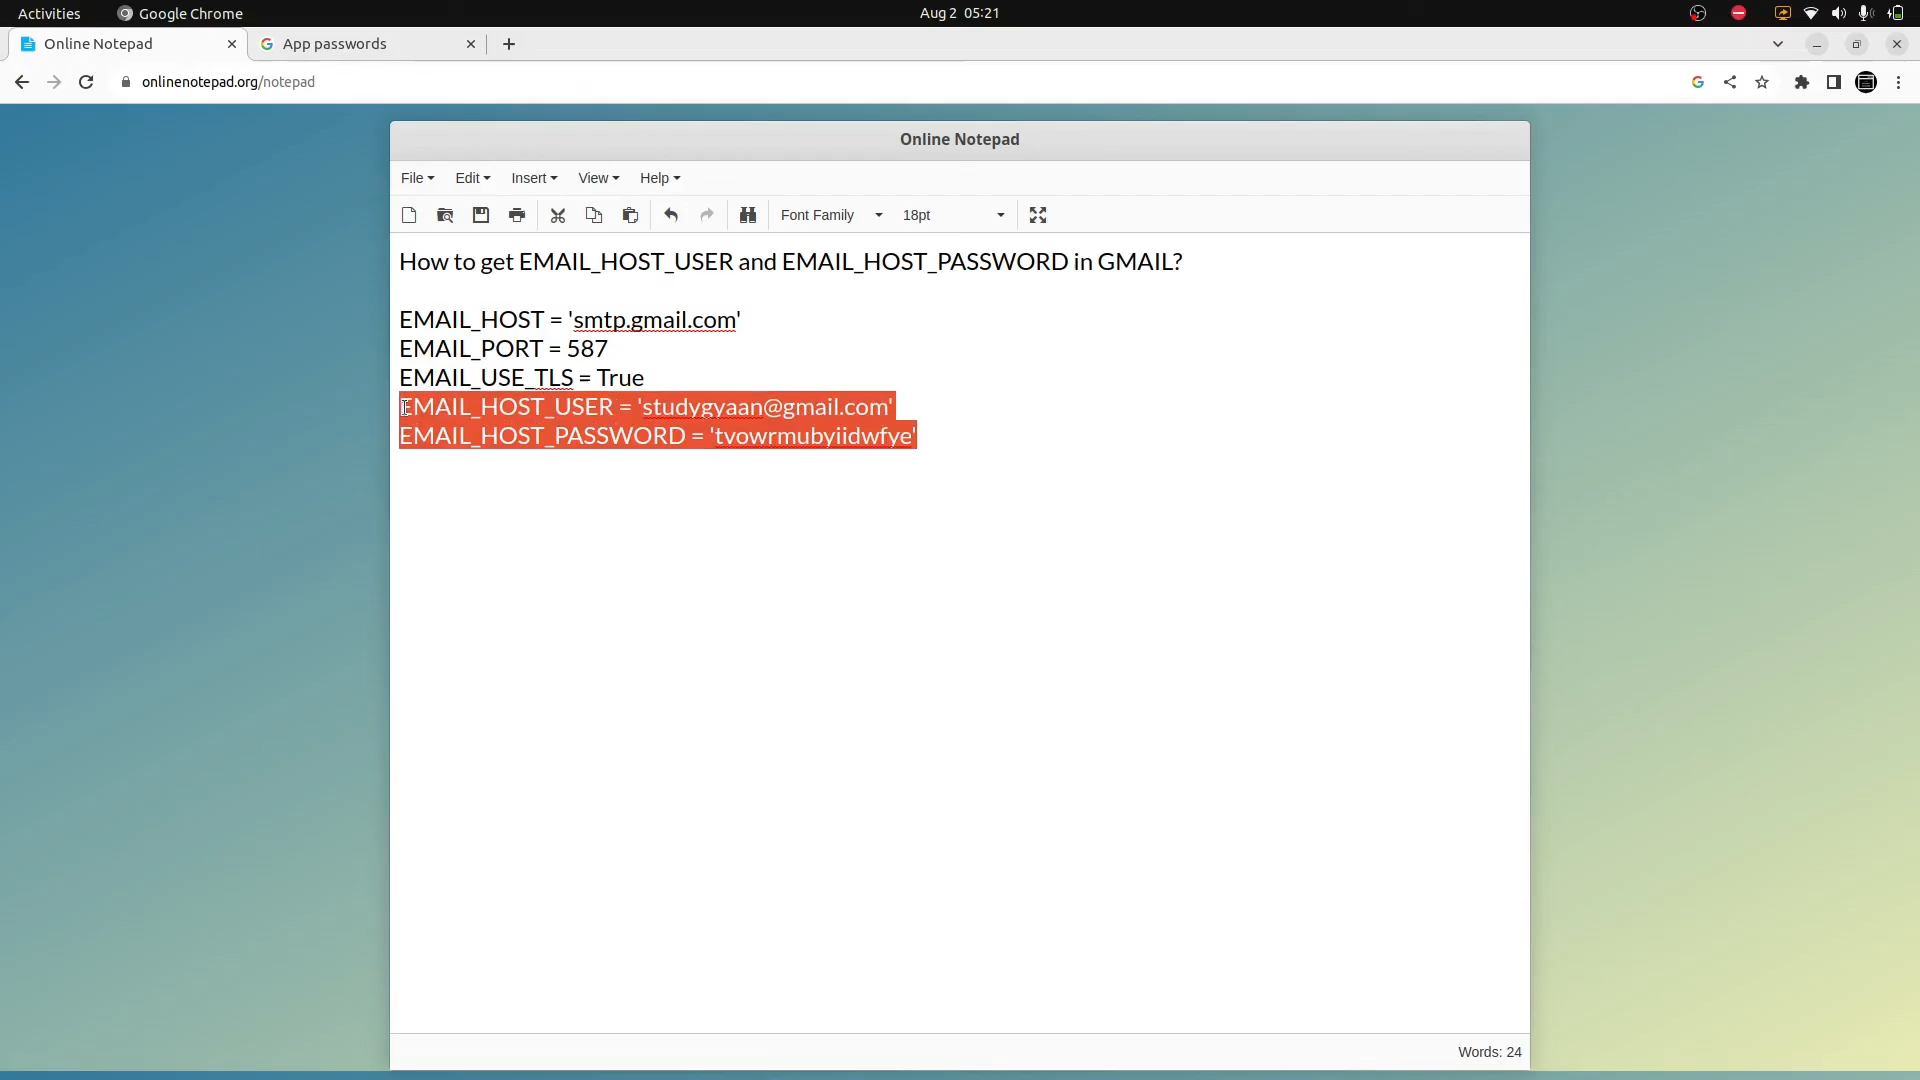 Activities Google Chrome Aug 2 05:21
Online Notepad App passwords
onlinenotepad.org/notepad
Online Notepad
File Edit Insert View Help
Font Family 18pt
How to get EMAIL_HOST_USER and EMAIL_HOST_PASSWORD in GMAIL?
EMAIL_HOST = 'smtp.gmail.com'
EMAIL_PORT = 587
EMAIL_USE_TLS = True
EMAIL_HOST_USER = 'studygyaan@gmail.com'
EMAIL_HOST_PASSWORD = 'tvowrmubyiidwfye'
Words: 24